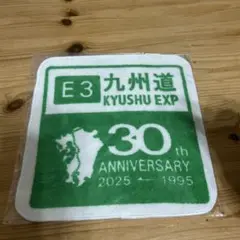 E3 九州道
KYUSHU EXP
30th
ANNIVERSARY
2025 ← 1995